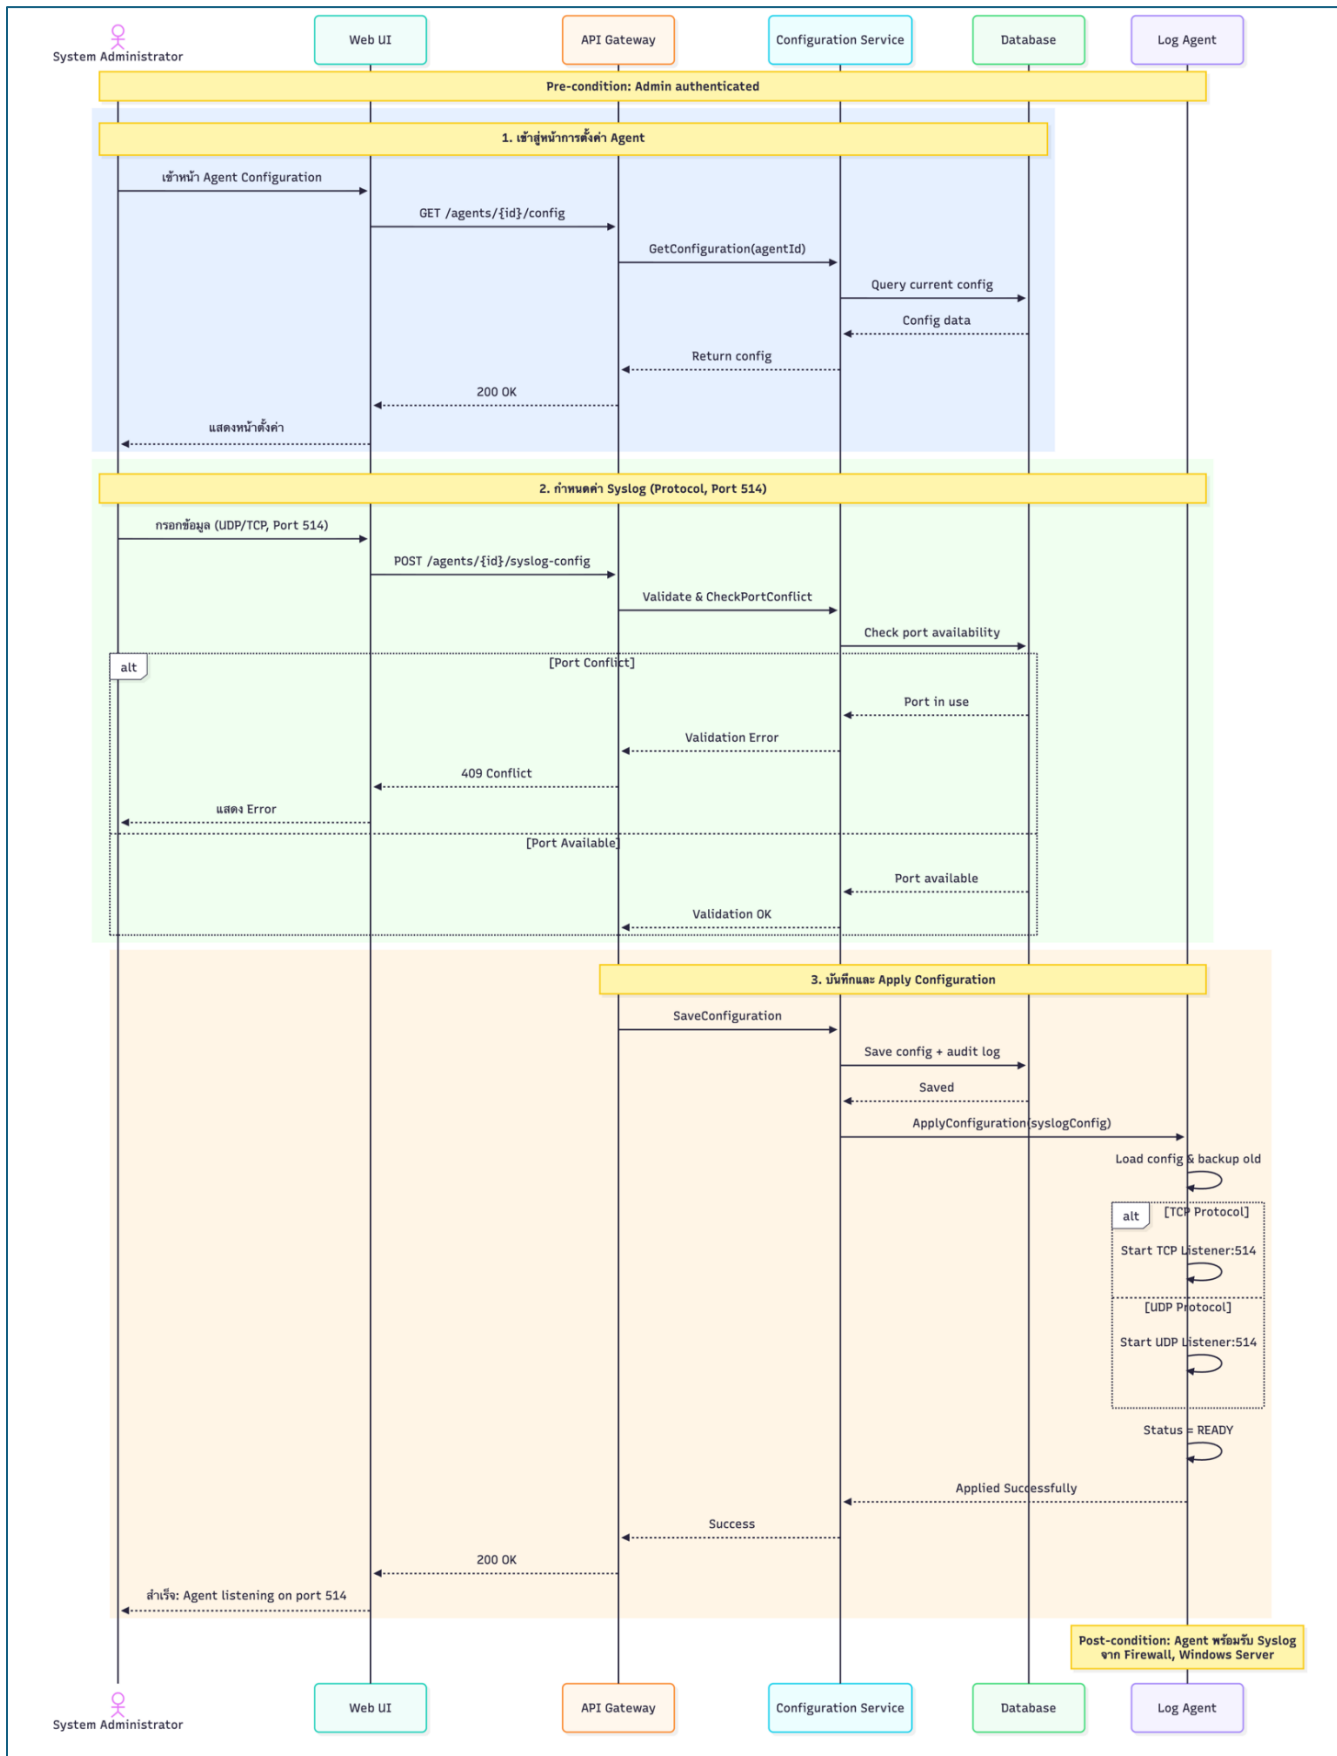 System Administrator
Web UI
API Gateway
Configuration Service
Database
Log Agent
Pre-condition: Admin authenticated
1. เข้าสู่หน้าการตั้งค่า Agent
เข้าหน้า Agent Configuration
GET /agents/{id}/config
GetConfiguration(agentId)
Query current config
Config data
Return config
200 OK
แสดงหน้าตั้งค่า
2. กำหนดค่า Syslog (Protocol, Port 514)
กรอกข้อมูล (UDP/TCP, Port 514)
POST /agents/{id}/syslog-config
Validate & CheckPortConflict
Check port availability
alt
[Port Conflict]
Port in use
Validation Error
409 Conflict
แสดง Error
[Port Available]
Port available
Validation OK
3. บันทึกและ Apply Configuration
SaveConfiguration
Save config + audit log
Saved
ApplyConfiguration(syslogConfig)
Load config & backup old
alt
[TCP Protocol]
Start TCP Listener:514
[UDP Protocol]
Start UDP Listener:514
Status = READY
Applied Successfully
Success
200 OK
สำเร็จ: Agent listening on port 514
Post-condition: Agent พร้อมรับ Syslog
จาก Firewall, Windows Server
System Administrator
Web UI
API Gateway
Configuration Service
Database
Log Agent